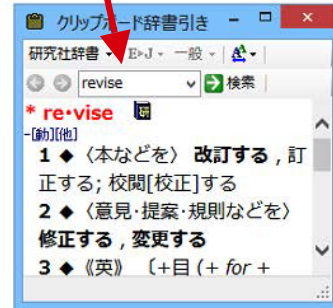 クリップボード辞書引き
研究社辞書 E▸J 一般 A
revise 検索
* re・vise
-[動][他]
1 ◆ 〈本などを〉 改訂する , 訂
正する; 校閲[校正]する
2 ◆ 〈意見・提案・規則などを〉
修正する , 変更する
3 ◆ 《英》 〔+目 (+ for +